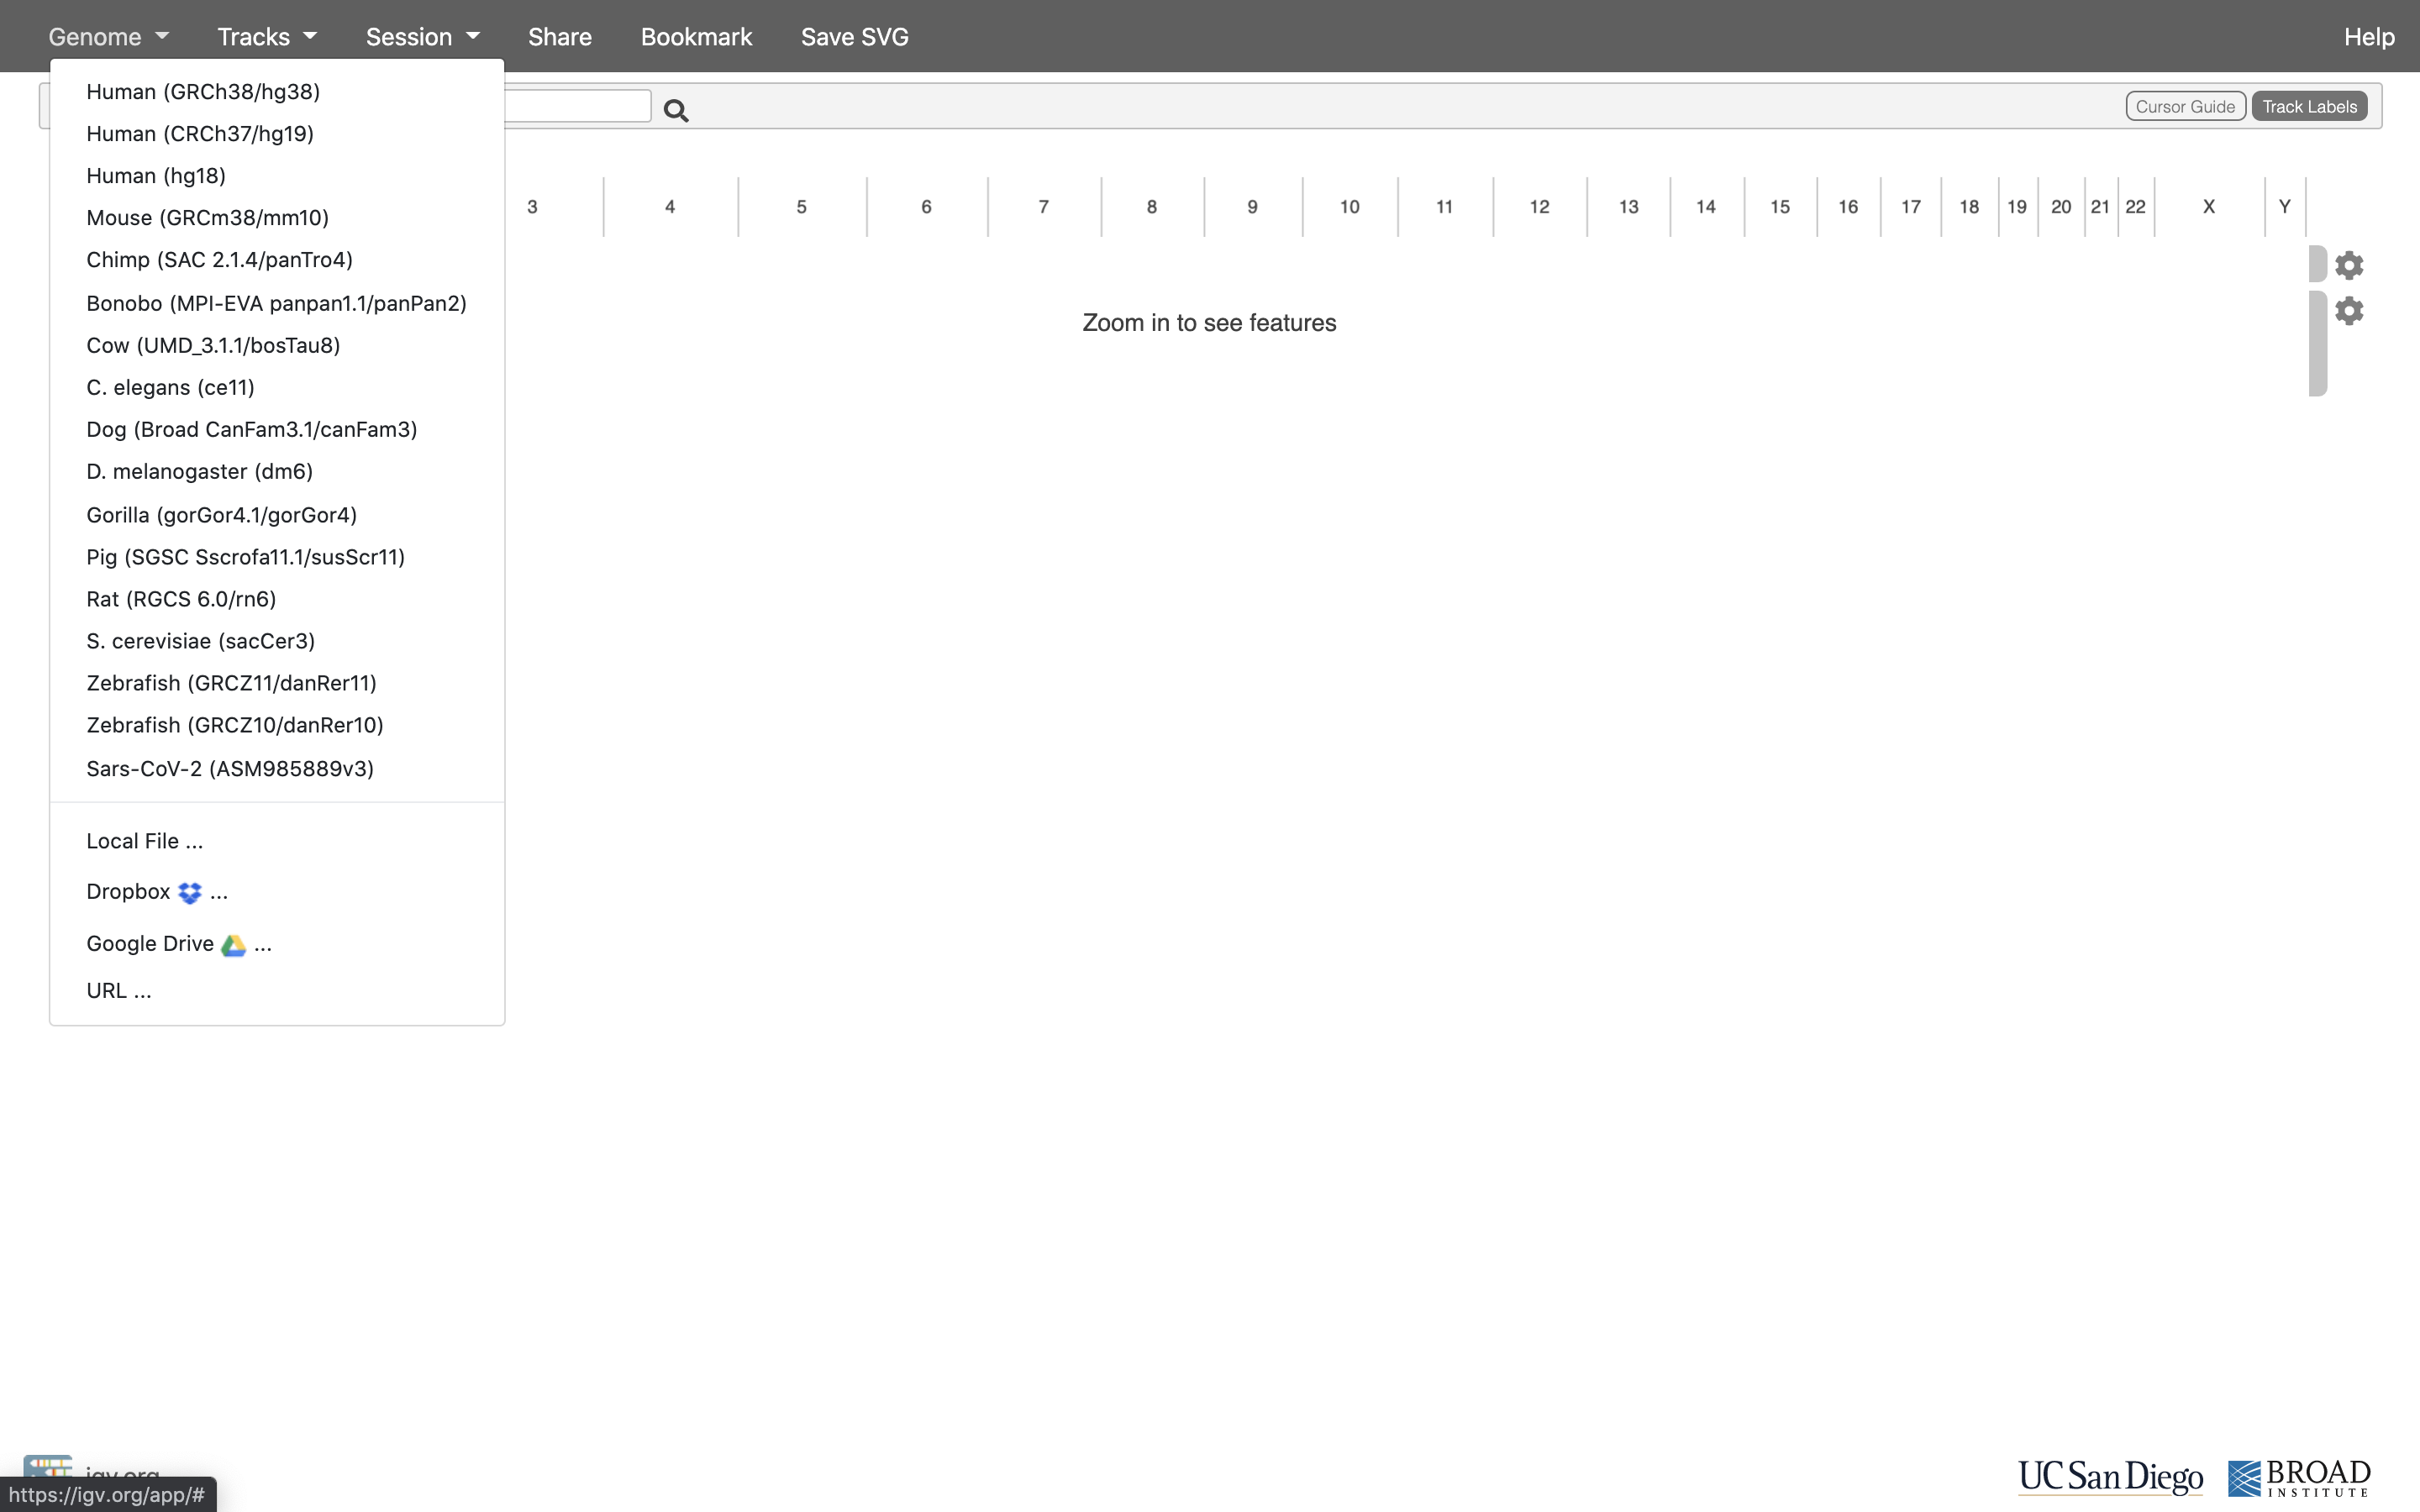 Genome Tracks Session Share Bookmark Save SVG Help
Human (GRCh38/hg38)
Cursor Guide Track Labels
Human (CRCh37/hg19)
Human (hg18)
3 4 5 6 7 8 9 10 11 12 13 14 15 16 17 18 19 20 21 22 X Y
Mouse (GRCm38/mm10)
Chimp (SAC 2.1.4/panTro4)
Bonobo (MPI-EVA panpan1.1/panPan2)
Zoom in to see features
Cow (UMD_3.1.1/bosTau8)
C. elegans (ce11)
Dog (Broad CanFam3.1/canFam3)
D. melanogaster (dm6)
Gorilla (gorGor4.1/gorGor4)
Pig (SGSC Sscrofa11.1/susScr11)
Rat (RGCS 6.0/rn6)
S. cerevisiae (sacCer3)
Zebrafish (GRCZ11/danRer11)
Zebrafish (GRCZ10/danRer10)
Sars-CoV-2 (ASM985889v3)
Local File ...
Dropbox ...
Google Drive ...
URL ...
igv.org
https://igv.org/app/#
UC San Diego
BROAD
INSTITUTE